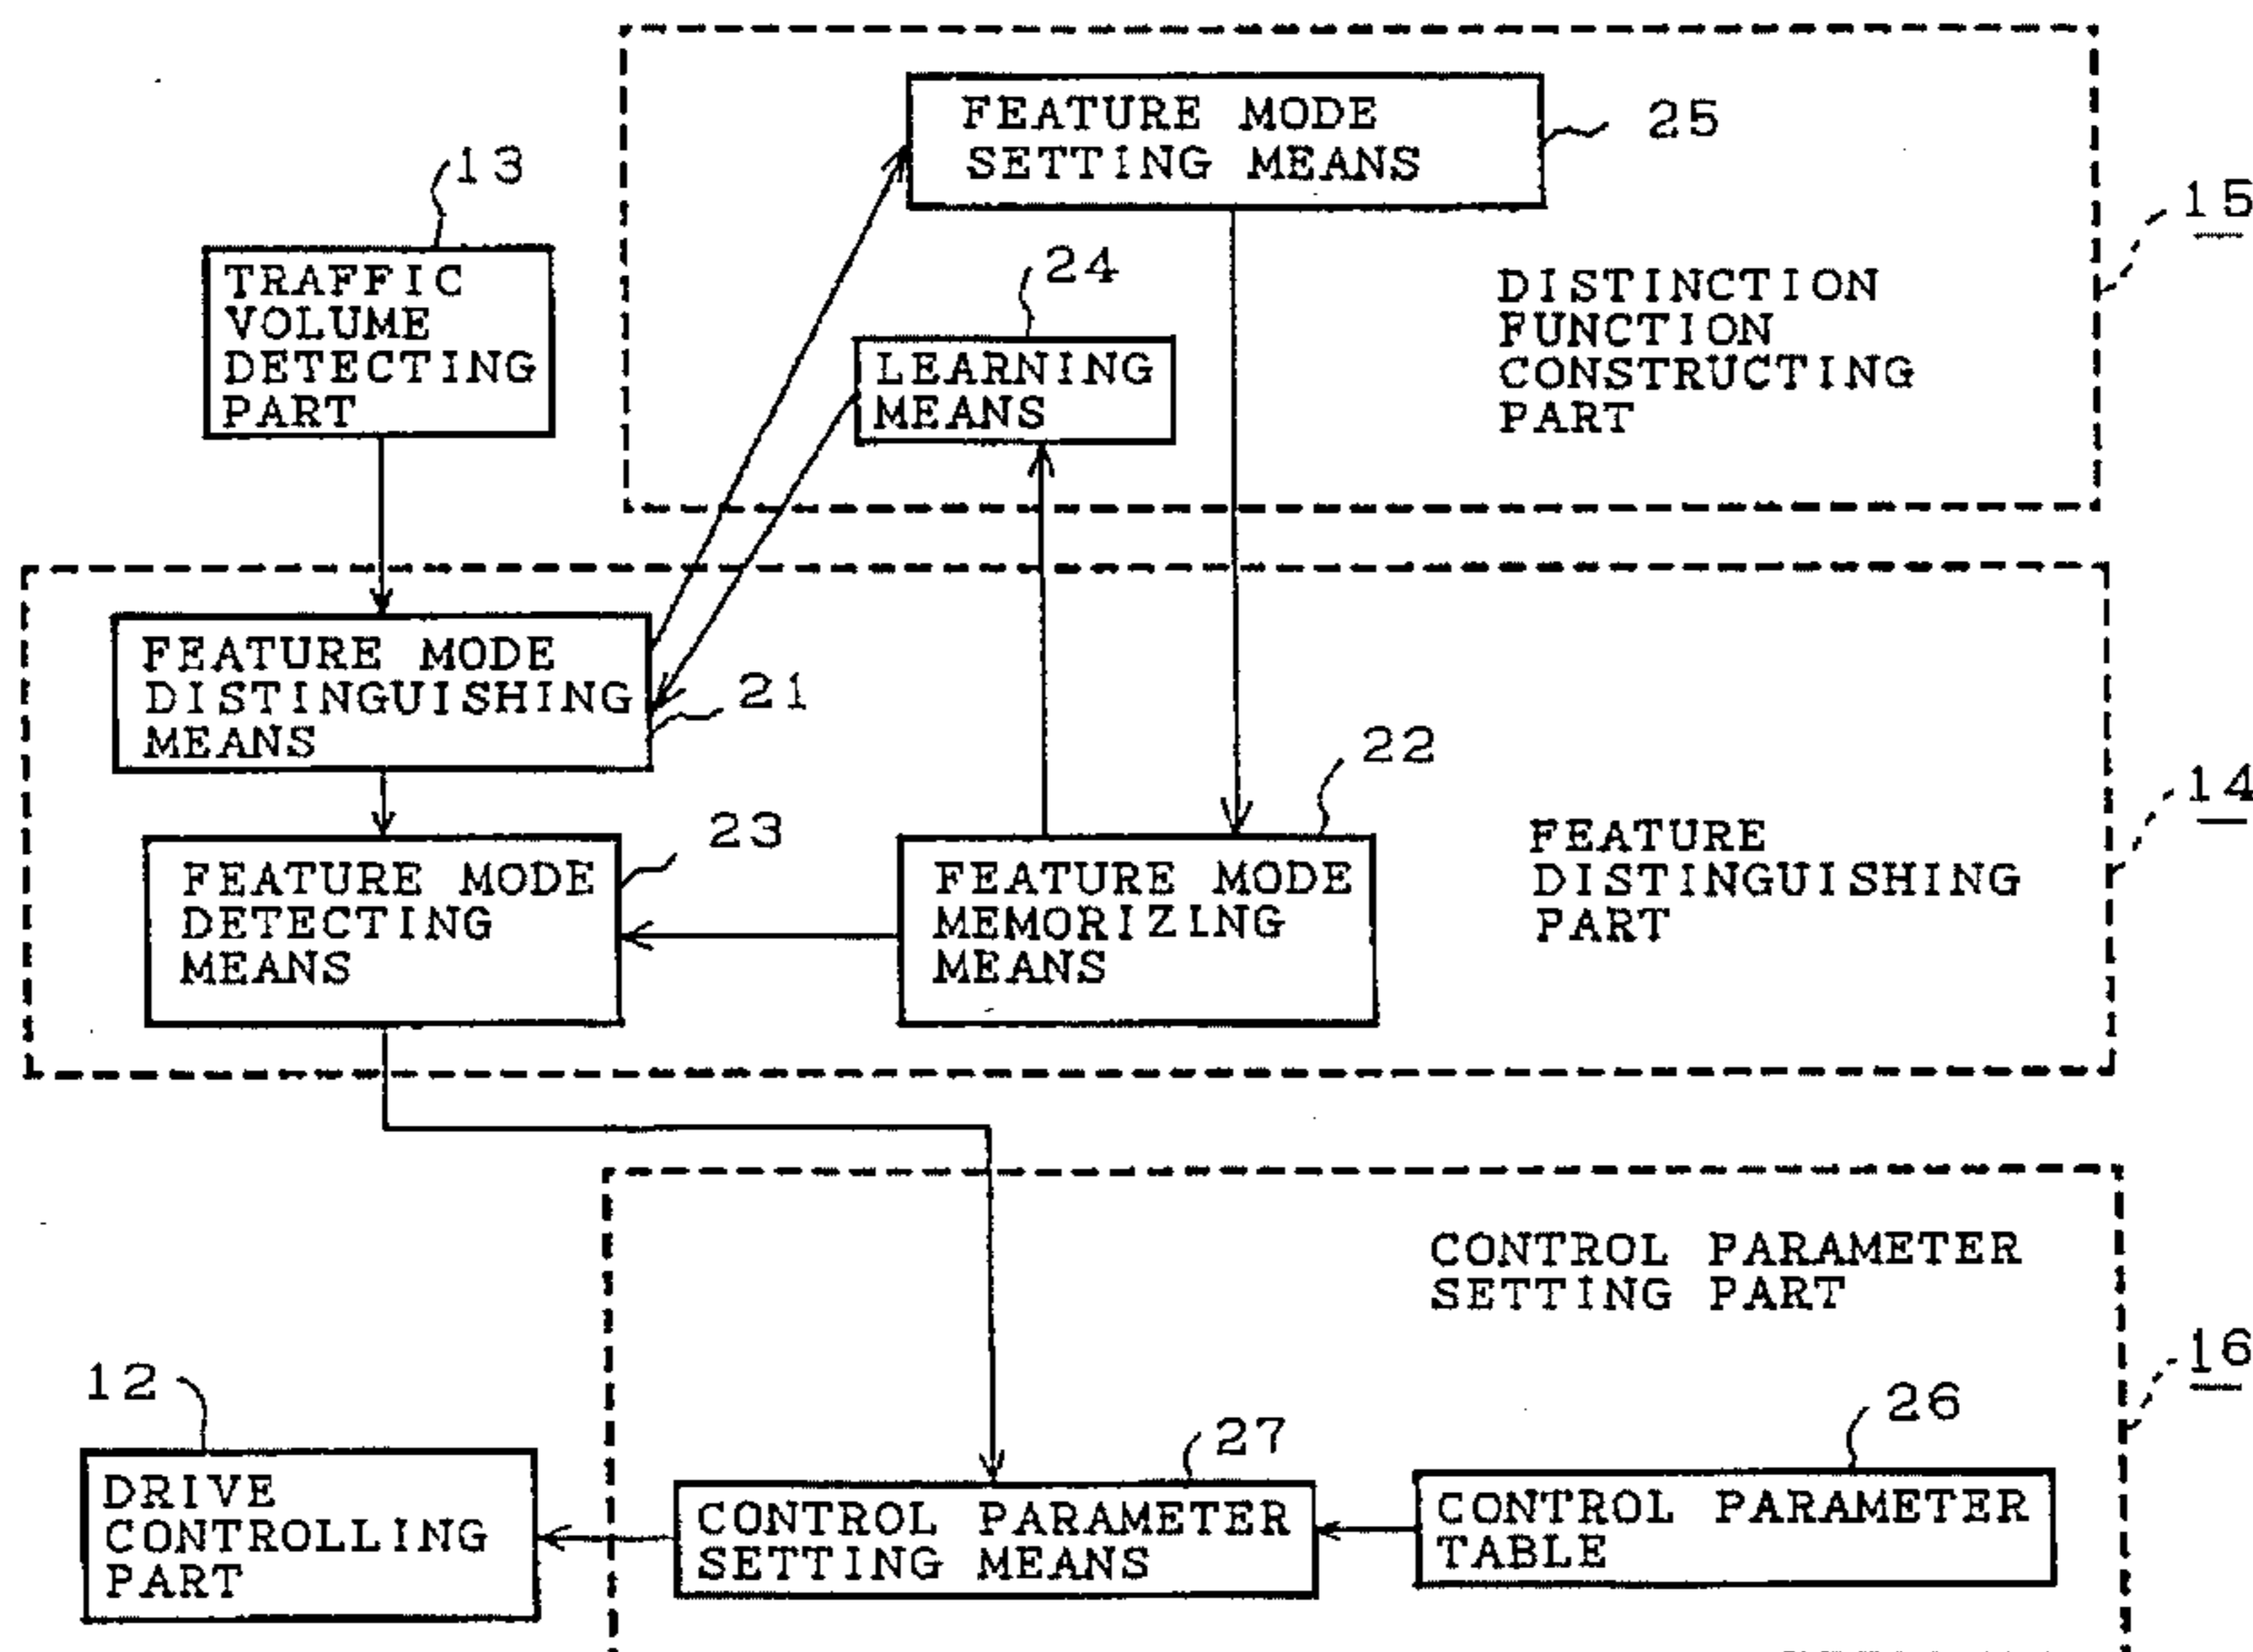 FEATURE MODE
SETTING MEANS
25
13
15
TRAFFIC
VOLUME
DETECTING
PART
24
LEARNING
MEANS
DISTINCTION
FUNCTION
CONSTRUCTING
PART
FEATURE MODE
DISTINGUISHING
MEANS
21
22
14
23
FEATURE MODE
DETECTING
MEANS
FEATURE MODE
MEMORIZING
MEANS
FEATURE
DISTINGUISHING
PART
CONTROL PARAMETER
SETTING PART
16
12
27
26
DRIVE
CONTROLLING
PART
CONTROL PARAMETER
SETTING MEANS
CONTROL PARAMETER
TABLE